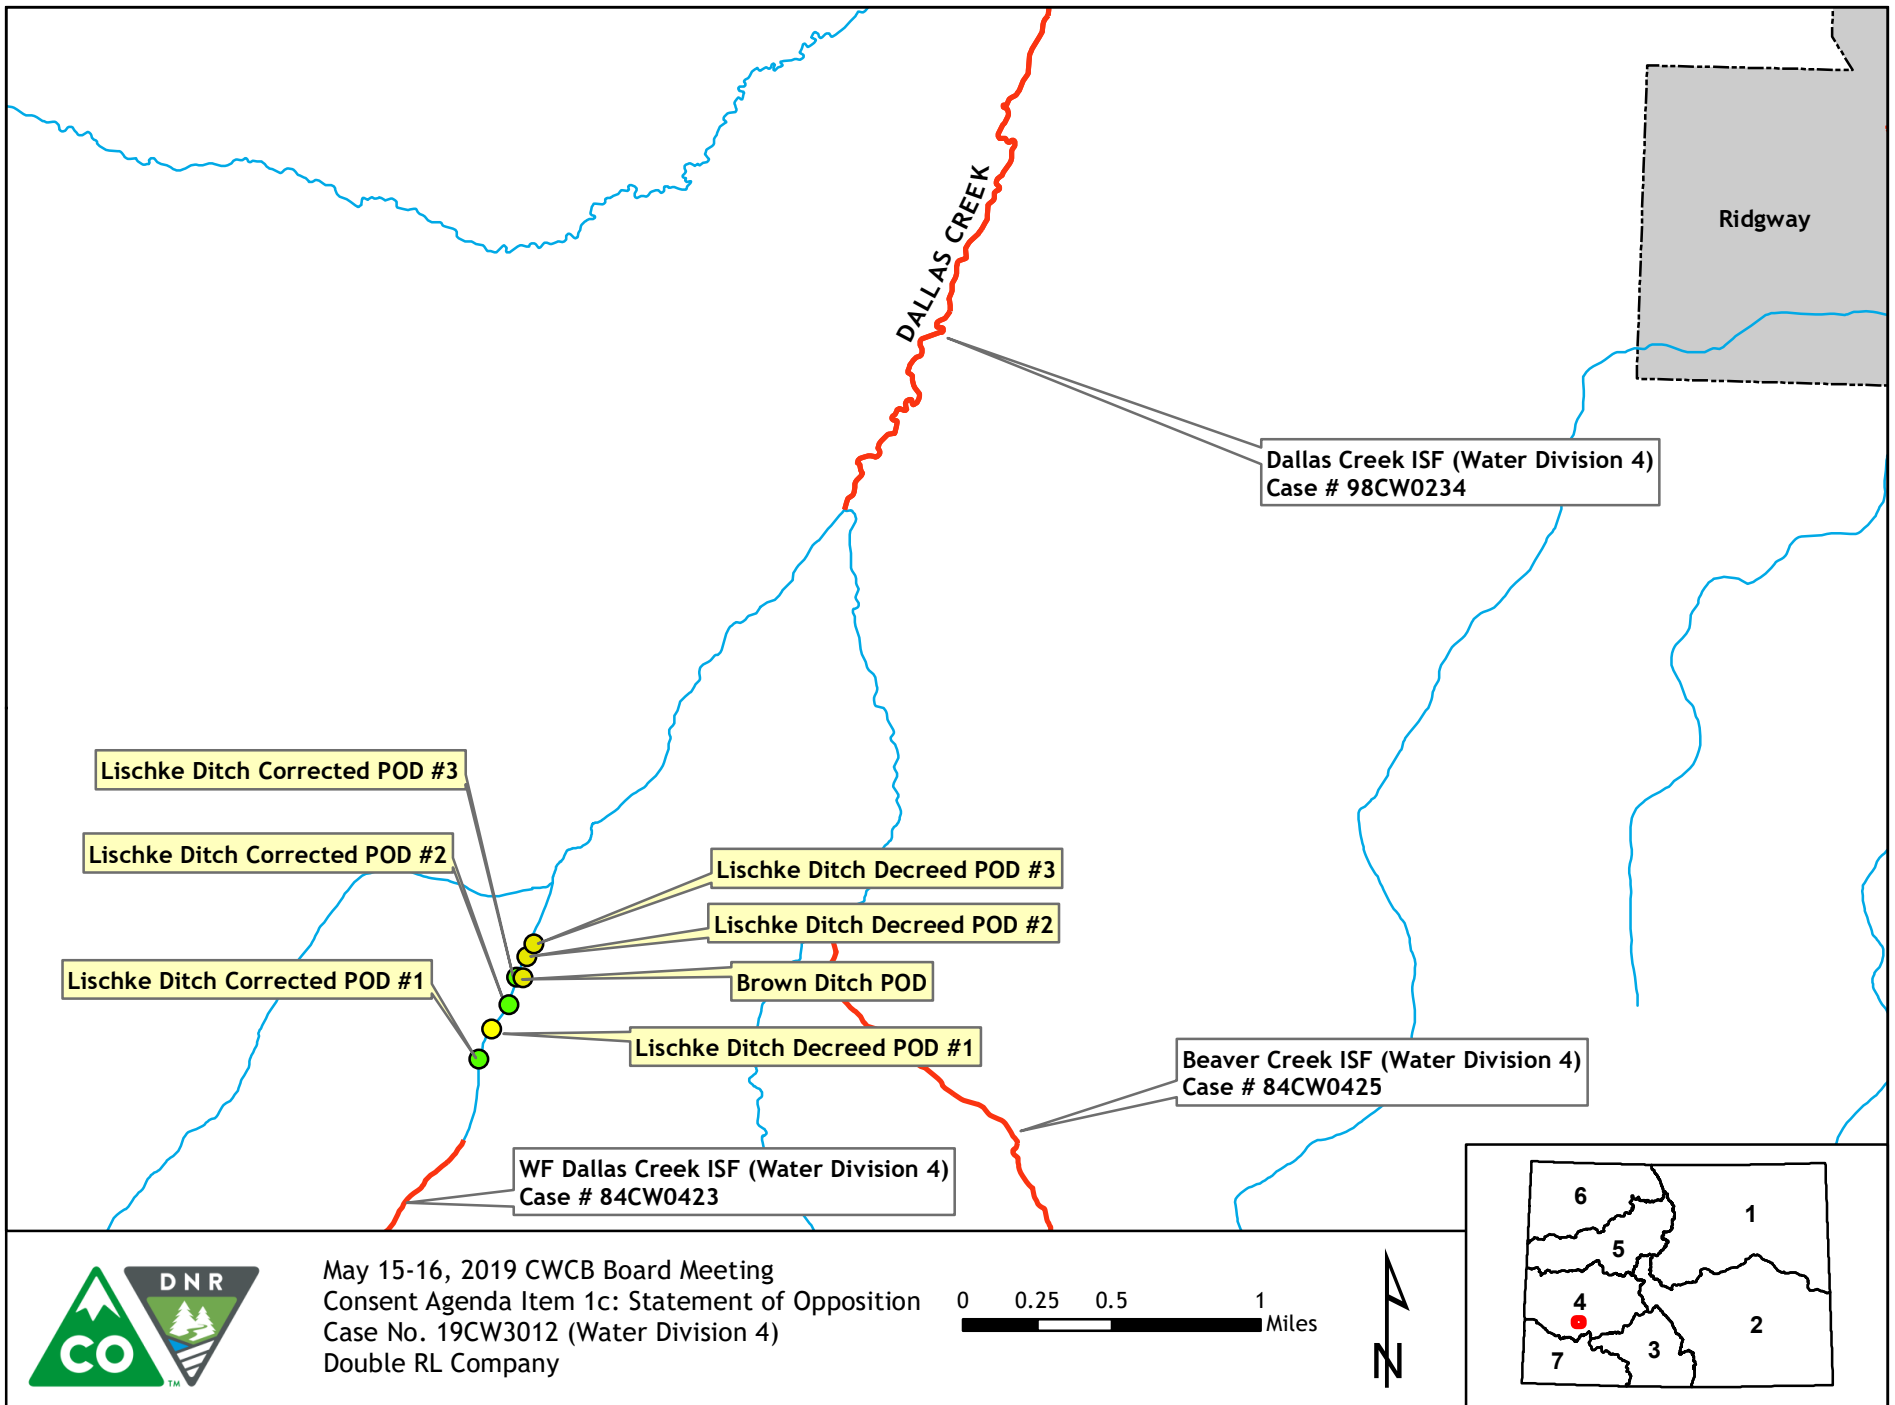 Ridgway
DALLAS CREEK
Dallas Creek ISF (Water Division 4)
Case # 98CW0234
Lischke Ditch Corrected POD #3
Lischke Ditch Corrected POD #2
Lischke Ditch Decreed POD #3
Lischke Ditch Decreed POD #2
Lischke Ditch Corrected POD #1
Brown Ditch POD
Lischke Ditch Decreed POD #1
Beaver Creek ISF (Water Division 4)
Case # 84CW0425
WF Dallas Creek ISF (Water Division 4)
Case # 84CW0423
CO
DNR
TM
May 15-16, 2019 CWCB Board Meeting
Consent Agenda Item 1c: Statement of Opposition
Case No. 19CW3012 (Water Division 4)
Double RL Company
0 0.25 0.5 1
Miles
N
6
1
5
4
2
3
7